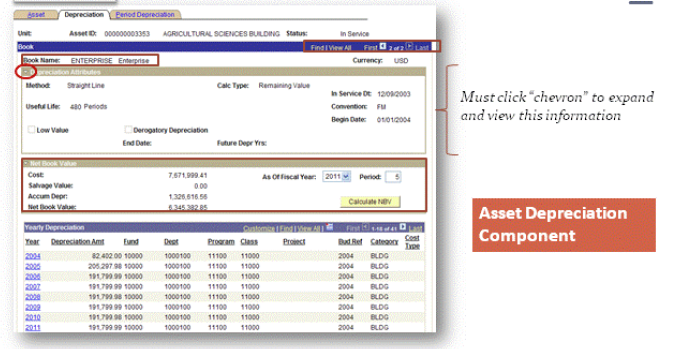 Asset Depreciation Period Depreciation
Unit: Asset ID: 000000003353 AGRICULTURAL SCIENCES BUILDING Status: In Service
Book Find | View All First 2 of 2 Last
Book Name: ENTERPRISE Enterprise Currency: USD
Depreciation Attributes
Method: Straight Line Calc Type: Remaining Value In Service Dt: 12/09/2003
Useful Life: 480 Periods Convention: FM
Begin Date: 01/01/2004
Low Value Derogatory Depreciation
End Date: Future Depr Yrs:
Must click "chevron" to expand
and view this information
Net Book Value
Cost: 7,671,999.41 As Of Fiscal Year: 2011 Period: 5
Salvage Value: 0.00
Accum Depr: 1,326,616.56 Calculate NBV
Net Book Value: 6,345,382.85
Asset Depreciation
Component
Yearly Depreciation Customize | Find | View All | First 1-18 of 41 Last
Year Depreciation Amt Fund Dept Program Class Project Bud Ref Category Cost Type
2004 82,402.00 10000 1000100 11100 11000 2004 BLDG
2005 205,297.98 10000 1000100 11100 11000 2004 BLDG
2006 191,799.99 10000 1000100 11100 11000 2004 BLDG
2007 191,799.98 10000 1000100 11100 11000 2004 BLDG
2008 191,799.99 10000 1000100 11100 11000 2004 BLDG
2009 191,799.99 10000 1000100 11100 11000 2004 BLDG
2010 191,799.98 10000 1000100 11100 11000 2004 BLDG
2011 191,799.99 10000 1000100 11100 11000 2004 BLDG